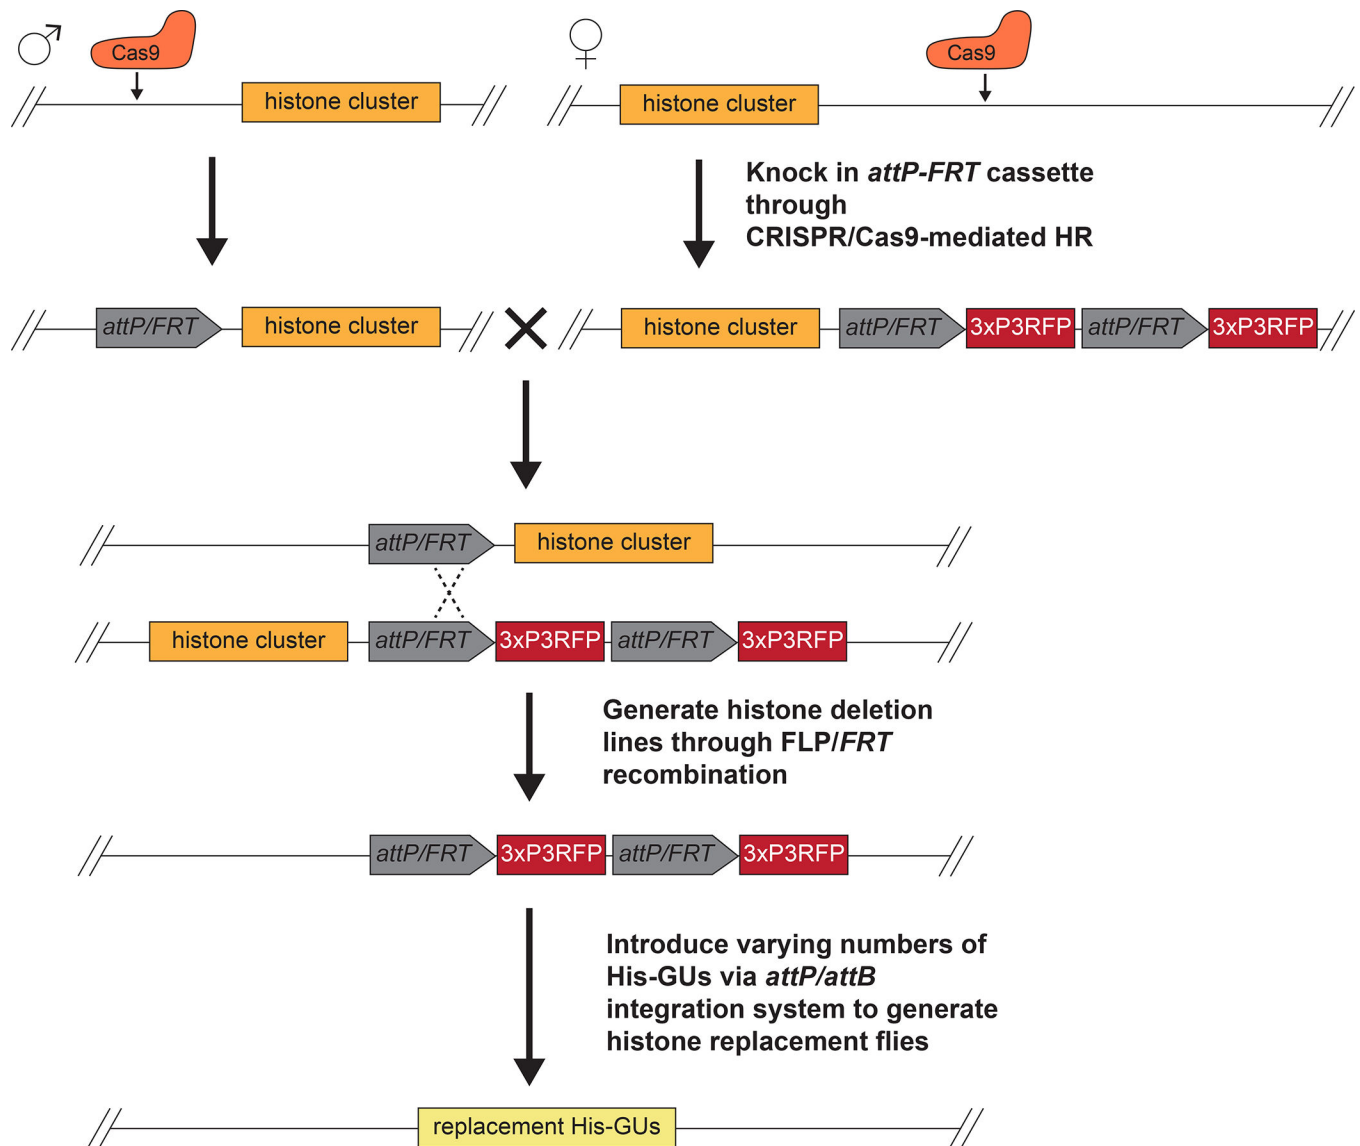 ♂ Cas9 ♀ Cas9
histone cluster histone cluster
Knock in attP-FRT cassette
through
CRISPR/Cas9-mediated HR
attP/FRT histone cluster histone cluster attP/FRT 3xP3RFP attP/FRT 3xP3RFP
attP/FRT histone cluster
histone cluster attP/FRT 3xP3RFP attP/FRT 3xP3RFP
Generate histone deletion
lines through FLP/FRT
recombination
attP/FRT 3xP3RFP attP/FRT 3xP3RFP
Introduce varying numbers of
His-GUs via attP/attB
integration system to generate
histone replacement flies
replacement His-GUs